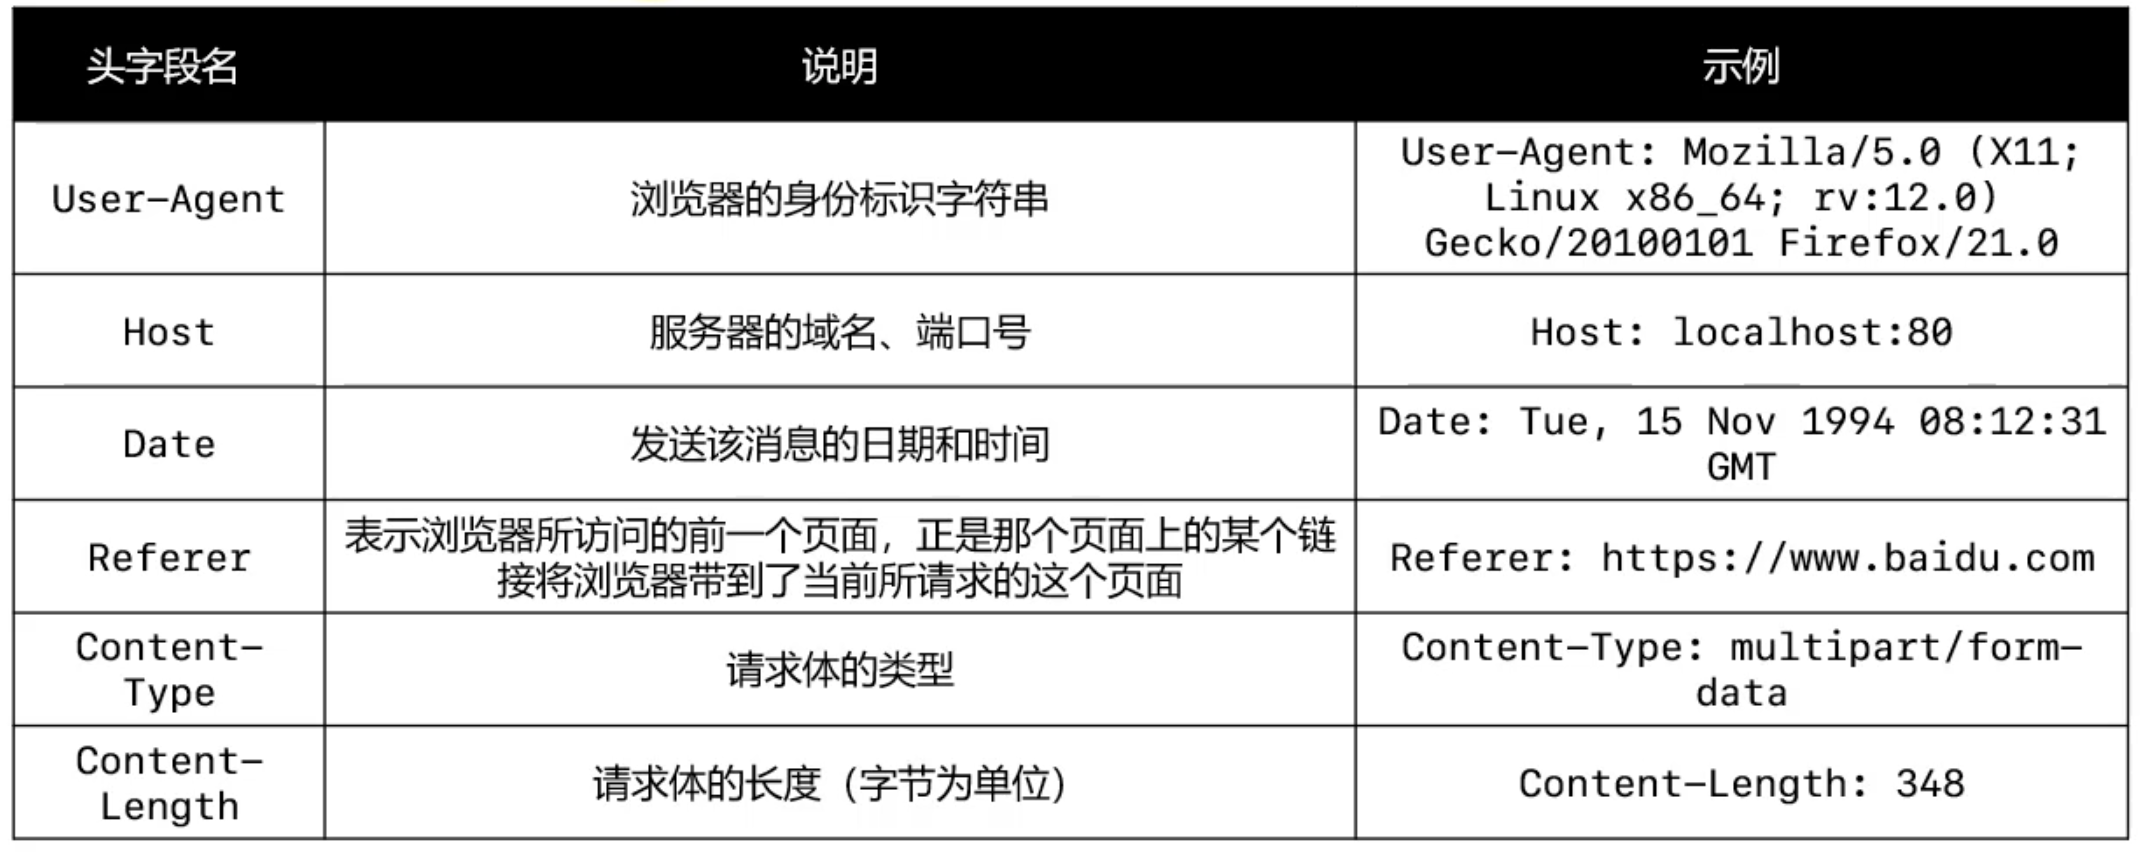 头字段名
说明
示例
User-Agent
浏览器的身份标识字符串
User-Agent: Mozilla/5.0 (X11;
Linux x86_64; rv:12.0)
Gecko/20100101 Firefox/21.0
Host
服务器的域名、端口号
Host: localhost:80
Date
发送该消息的日期和时间
Date: Tue, 15 Nov 1994 08:12:31
GMT
Referer
表示浏览器所访问的前一个页面，正是那个页面上的某个链
接将浏览器带到了当前所请求的这个页面
Referer: https://www.baidu.com
Content-
Type
请求体的类型
Content-Type: multipart/form-
data
Content-
Length
请求体的长度（字节为单位）
Content-Length: 348